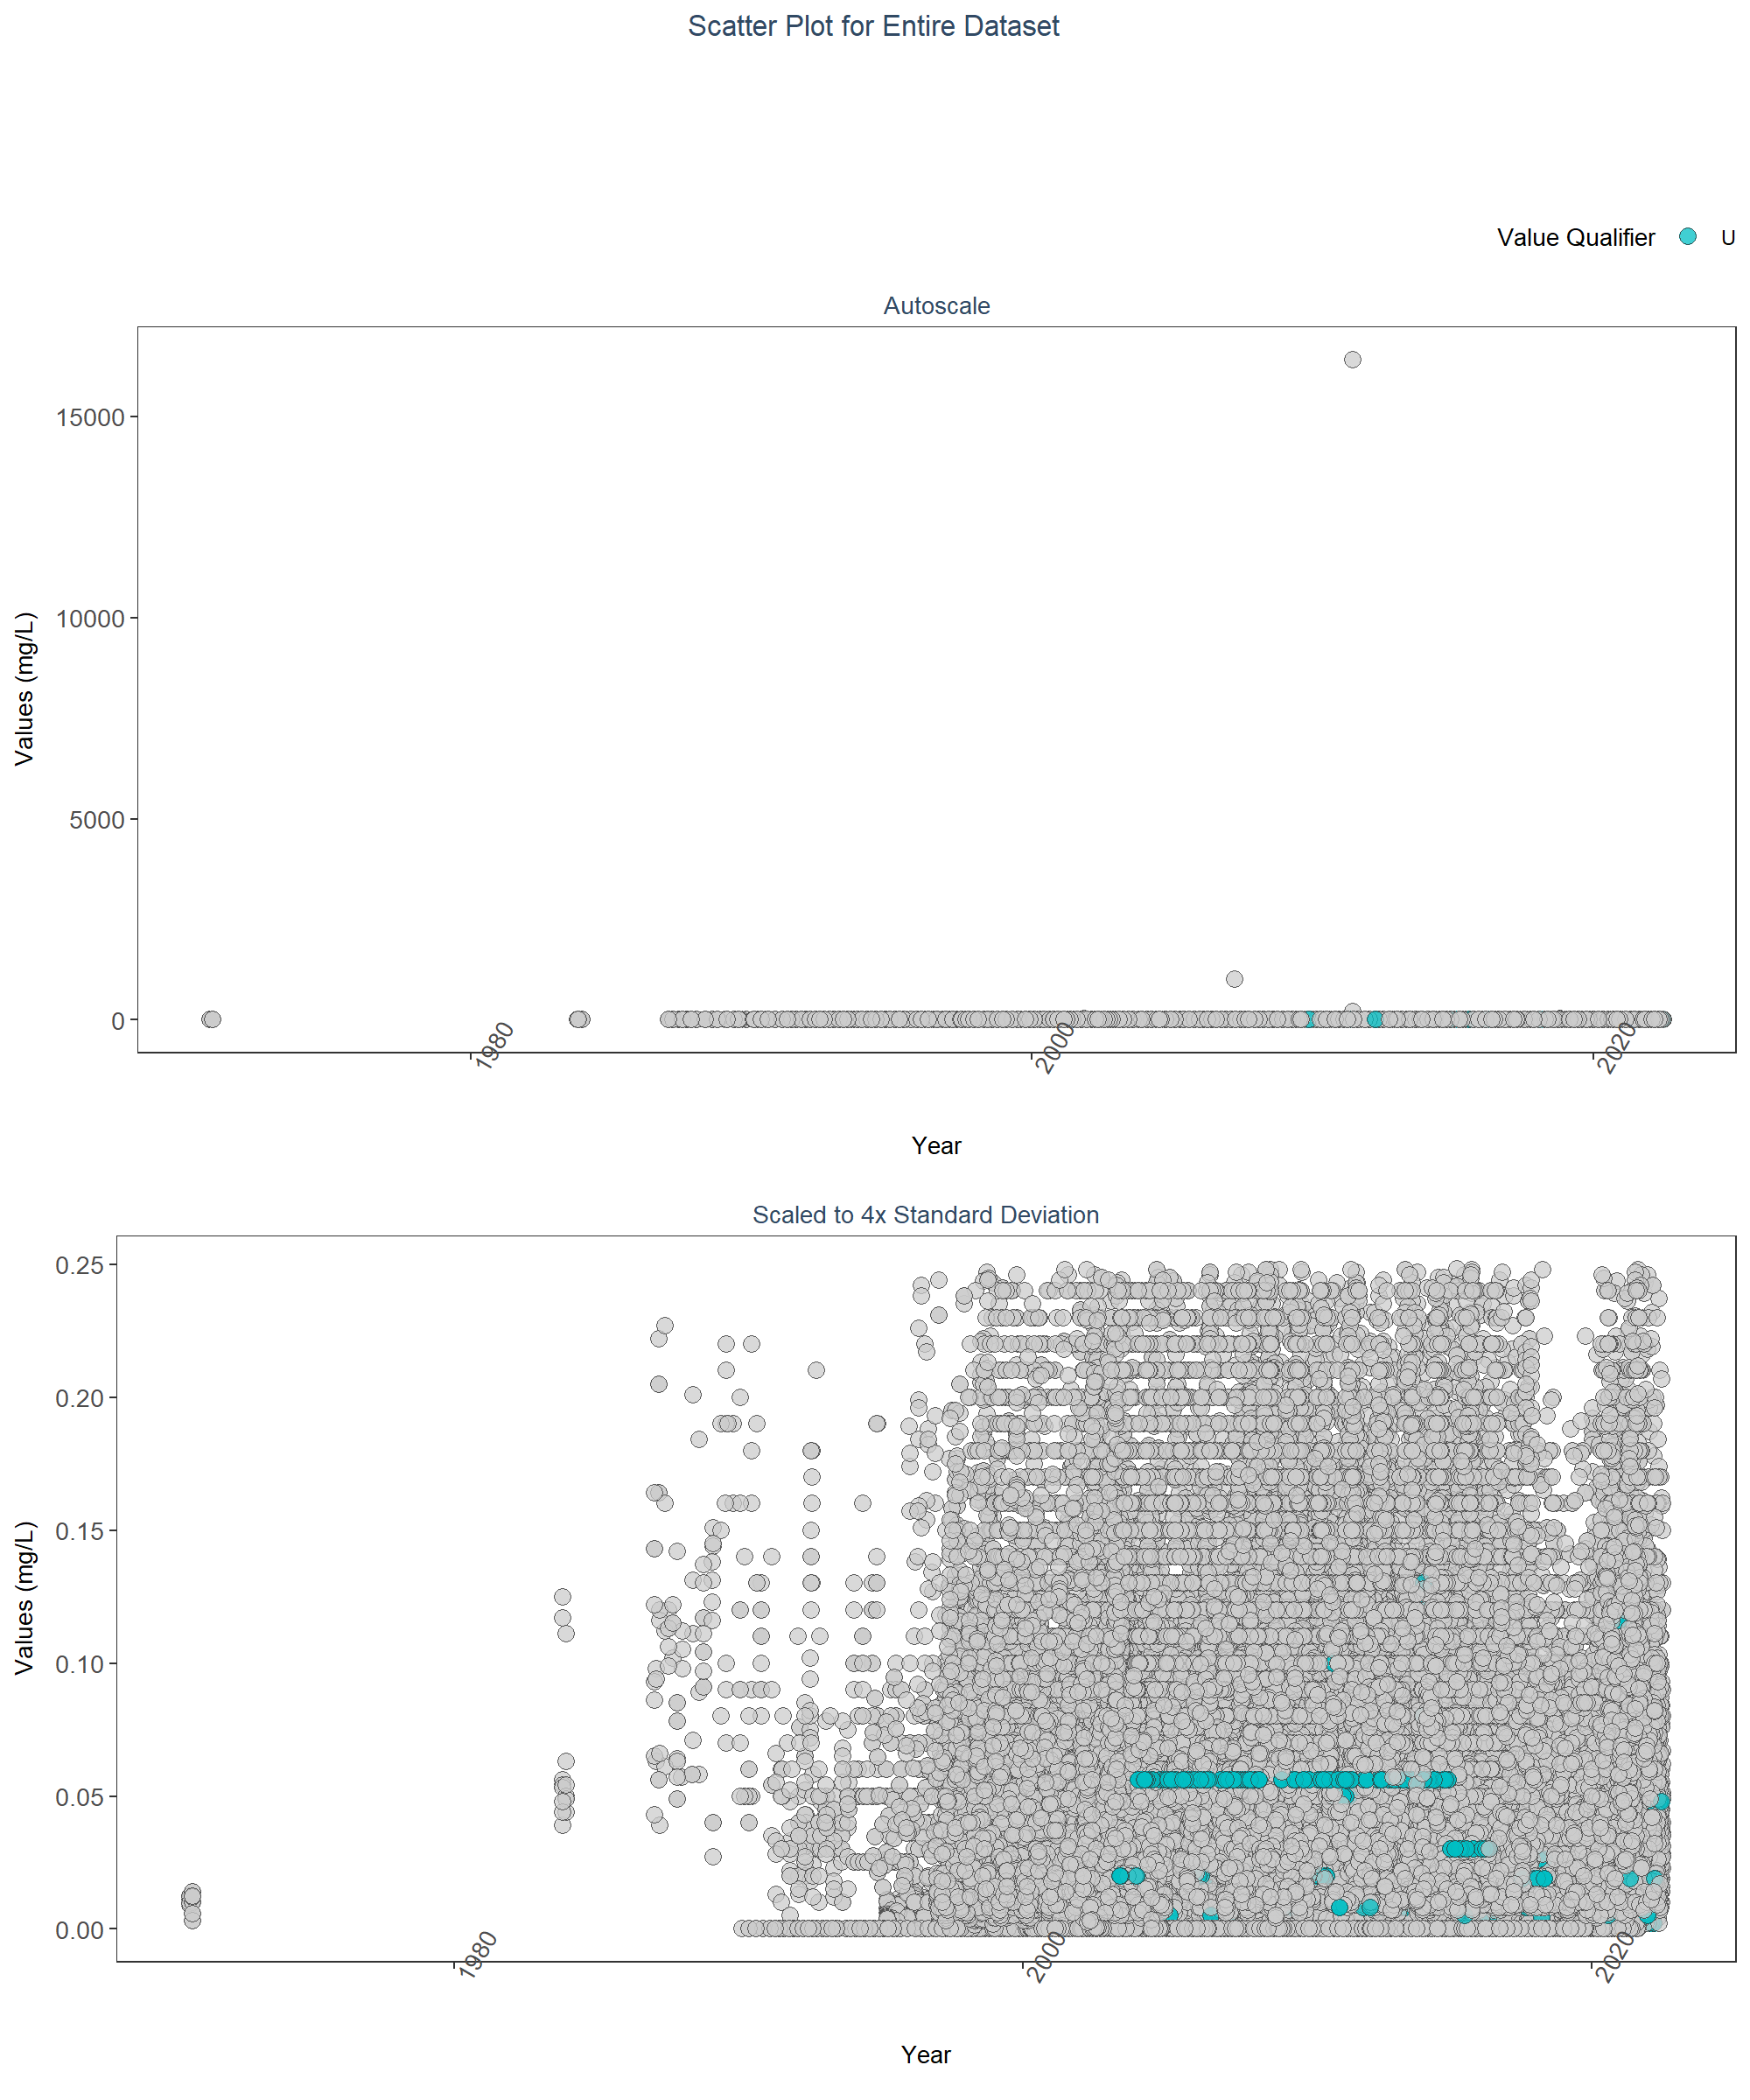 Scatter Plot for Entire Dataset
Value Qualifier U
Autoscale
Values (mg/L)
15000
10000
5000
0
1980 2000 2020
Year
Scaled to 4x Standard Deviation
Values (mg/L)
0.25
0.20
0.15
0.10
0.05
0.00
1980 2000 2020
Year